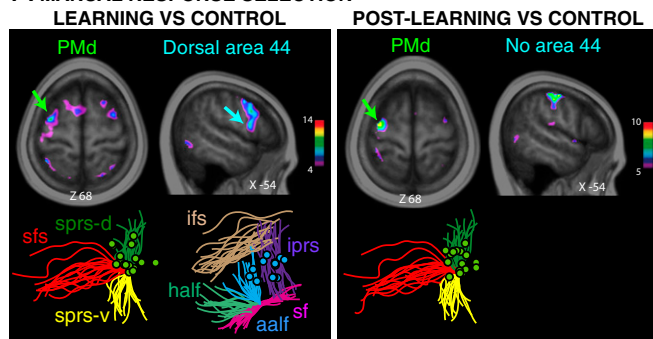 LEARNING VS CONTROL
POST-LEARNING VS CONTROL
PMd
Dorsal area 44
PMd
No area 44
14
4
10
5
Z 68
X -54
Z 68
X -54
sprs-d
sfs
sprs-v
ifs
iprs
half
sf
aalf